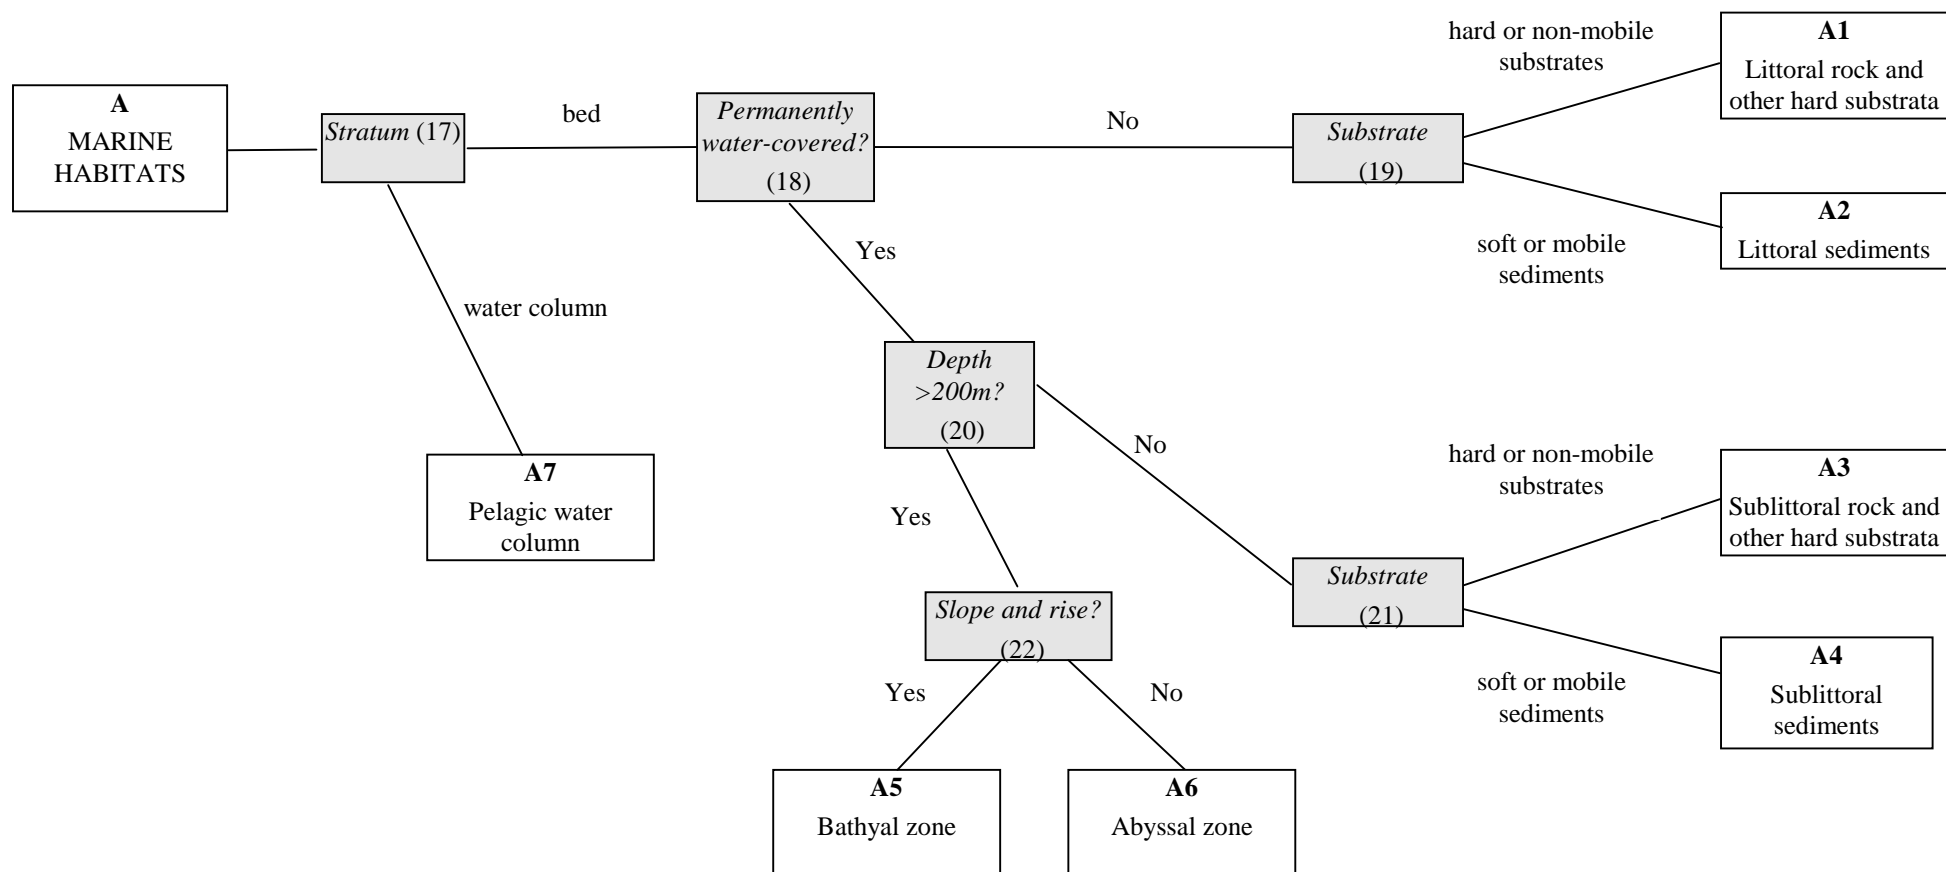 A
MARINE
HABITATS
Stratum (17)
bed
water column
A7
Pelagic water
column
Permanently
water-covered?
(18)
No
Yes
Substrate
(19)
hard or non-mobile
substrates
A1
Littoral rock and
other hard substrata
soft or mobile
sediments
A2
Littoral sediments
Depth
>200m?
(20)
No
Yes
Substrate
(21)
hard or non-mobile
substrates
A3
Sublittoral rock and
other hard substrata
soft or mobile
sediments
A4
Sublittoral
sediments
Slope and rise?
(22)
Yes
No
A5
Bathyal zone
A6
Abyssal zone